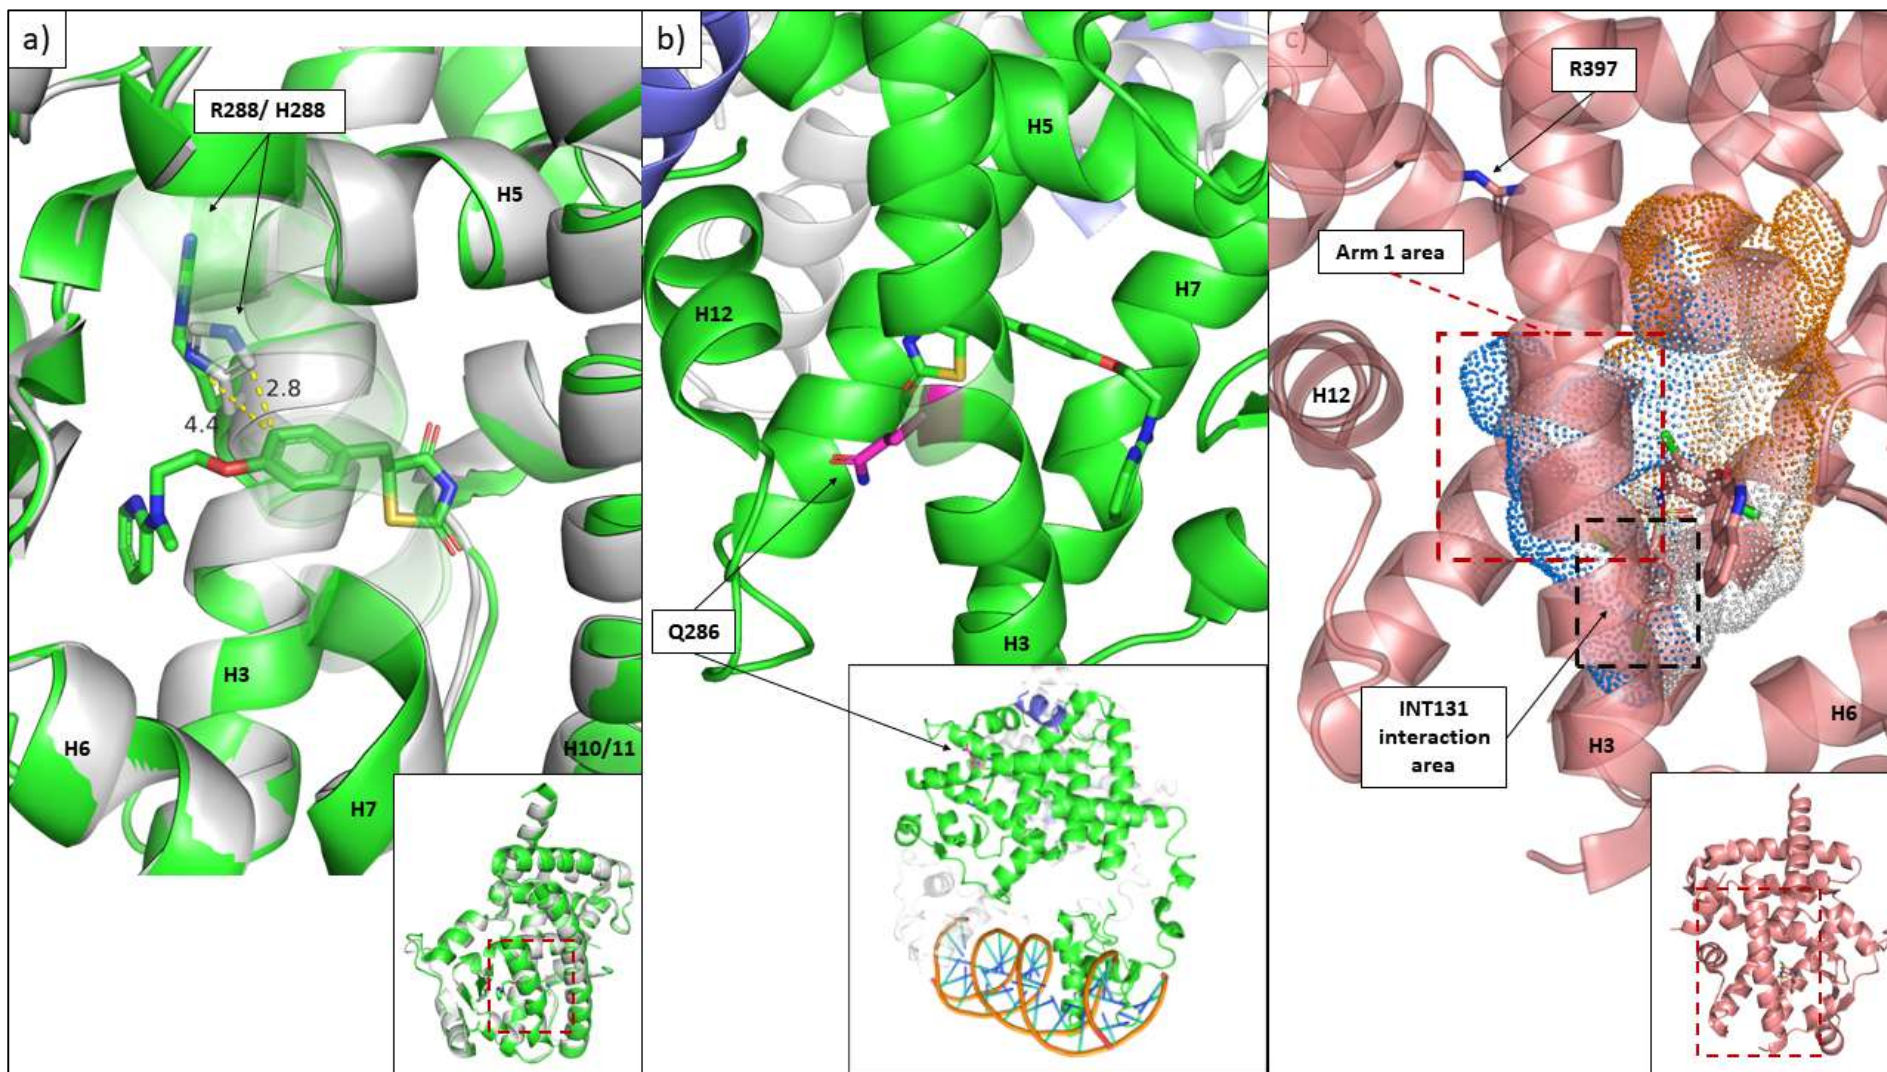 a)
R288/ H288
H5
2.8
4.4
H3
H6
H7
H10/11
b)
H5
H12
H7
Q286
H3
c)
R397
Arm 1 area
H12
INT131
interaction
area
H3
H6